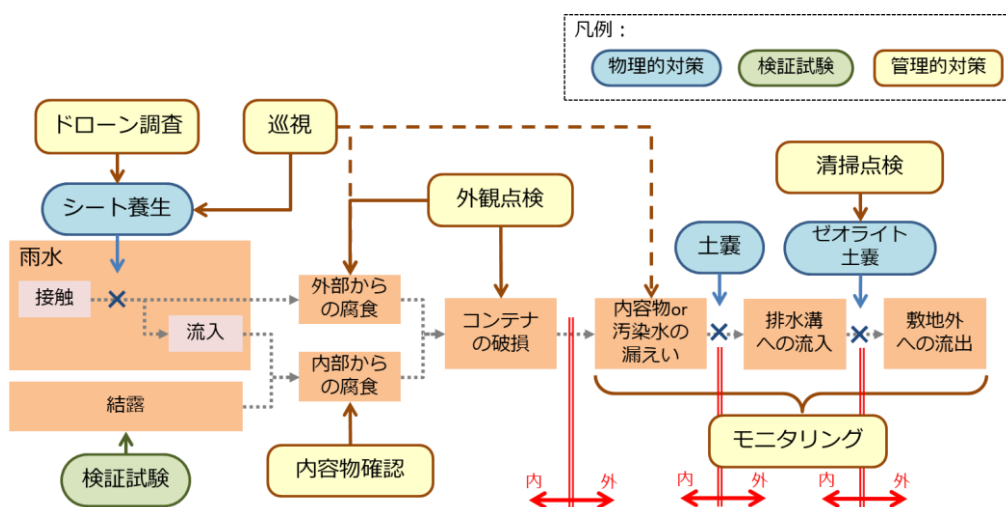 凡例：
物理的対策
検証試験
管理的対策
ドローン調査
巡視
清掃点検
シート養生
外観点検
土嚢
ゼオライト
土嚢
雨水
接触
流入
外部から
の腐食
コンテナ
の破損
内容物or
汚染水の
漏えい
排水溝
への流入
敷地外
への流出
内部から
の腐食
結露
検証試験
内容物確認
モニタリング
内
外
内
外
内
外